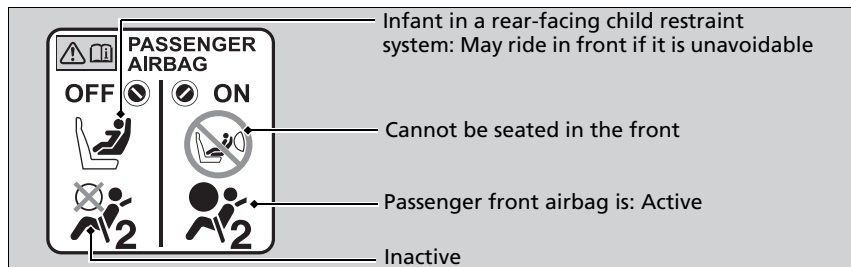 Infant in a rear-facing child restraint
system: May ride in front if it is unavoidable
PASSENGER
AIRBAG
OFF ON
Cannot be seated in the front
Passenger front airbag is: Active
2 2
Inactive